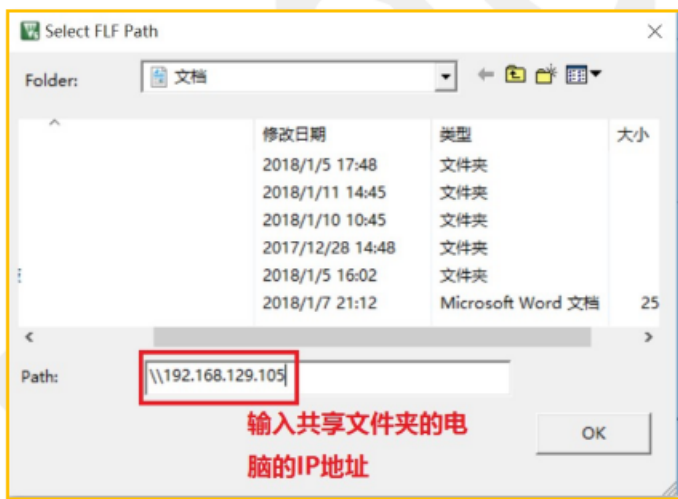 Select FLF Path
Folder:
文档
修改日期 类型 大小
2018/1/5 17:48 文件夹
2018/1/11 14:45 文件夹
2018/1/10 10:45 文件夹
2017/12/28 14:48 文件夹
2018/1/5 16:02 文件夹
2018/1/7 21:12 Microsoft Word 文档 25
Path:
\\192.168.129.105
输入共享文件夹的电
脑的IP地址
OK